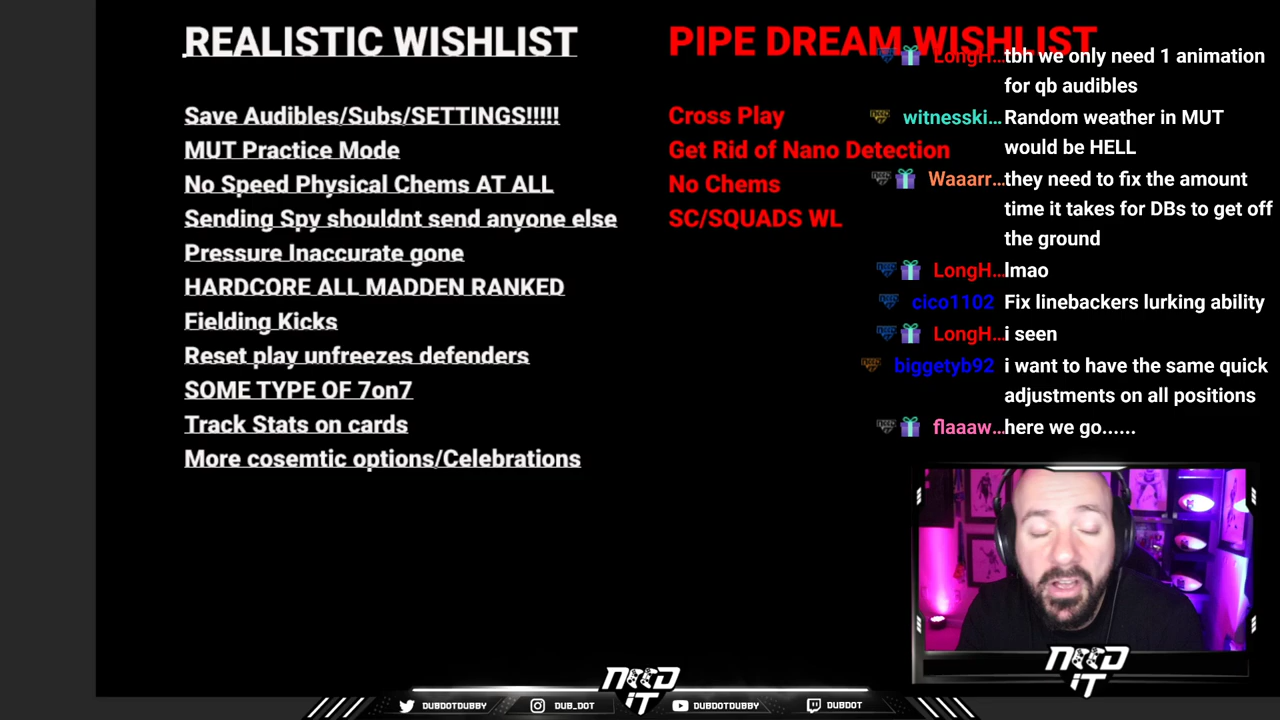 REALISTIC WISHLIST
Save Audibles/Subs/SETTINGS!!!!!
MUT Practice Mode
No Speed Physical Chems AT ALL
Sending Spy shouldnt send anyone else
Pressure Inaccurate gone
HARDCORE ALL MADDEN RANKED
Fielding Kicks
Reset play unfreezes defenders
SOME TYPE OF 7on7
Track Stats on cards
More cosemtic options/Celebrations
PIPE DREAM WISHLIST
Cross Play
Get Rid of Nano Detection
No Chems
SC/SQUADS WL
LongH... tbh we only need 1 animation
for qb audibles
witnesski... Random weather in MUT
would be HELL
Waaarr... they need to fix the amount
time it takes for DBs to get off
the ground
LongH... lmao
cico1102 Fix linebackers lurking ability
LongH... i seen
biggetyb92 i want to have the same quick
adjustments on all positions
flaaaw... here we go......
NEED
IT
NEED
IT
DUBDOTDUBBY
DUB_DOT
DUBDOTDUBBY
DUBDOT